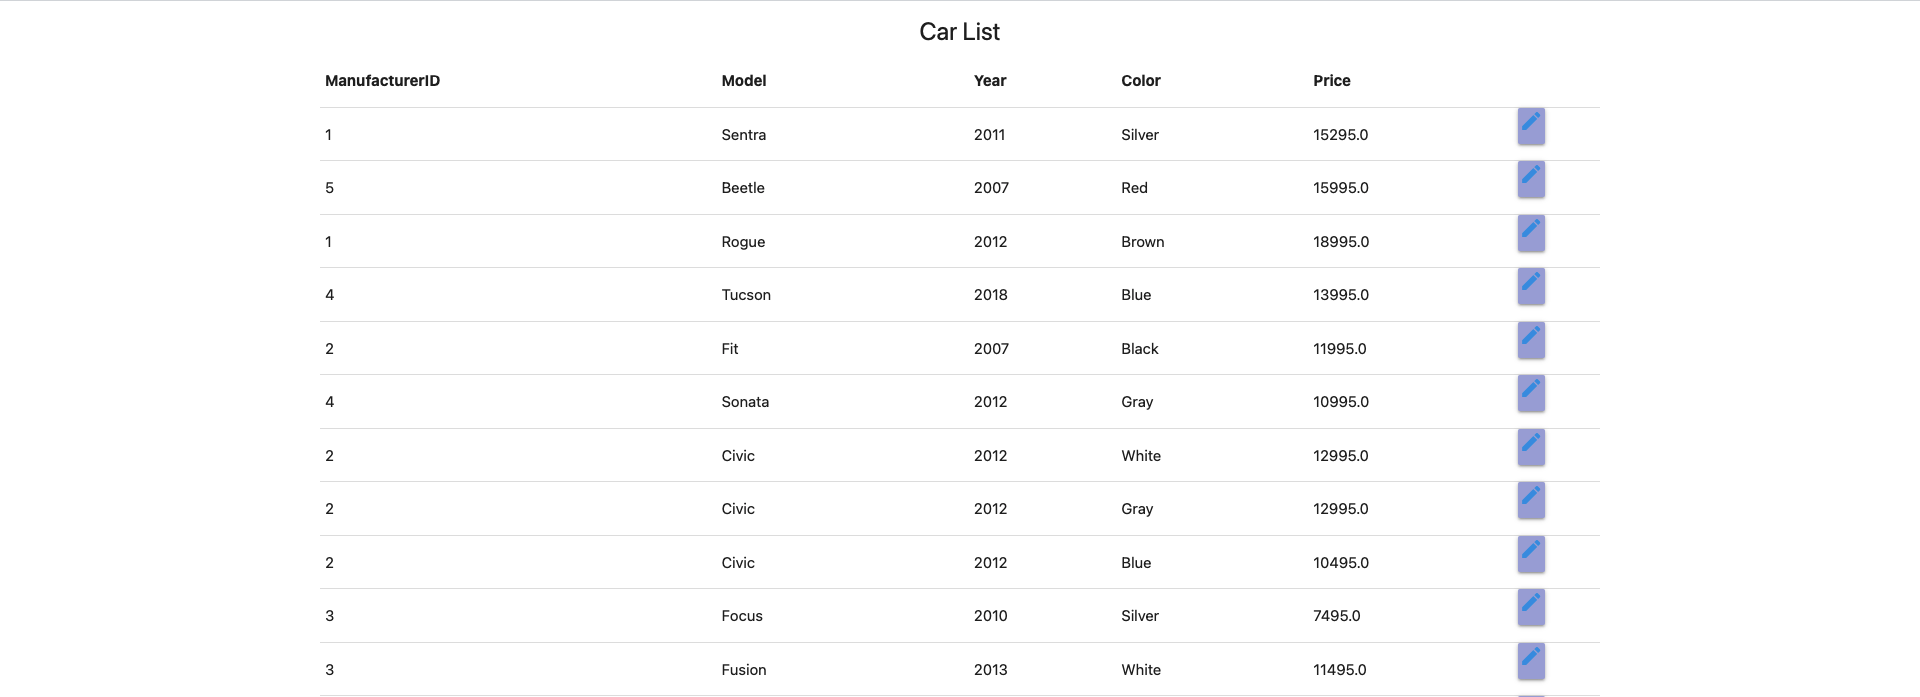 Car List
ManufacturerID Model Year Color Price
1 Sentra 2011 Silver 15295.0
5 Beetle 2007 Red 15995.0
1 Rogue 2012 Brown 18995.0
4 Tucson 2018 Blue 13995.0
2 Fit 2007 Black 11995.0
4 Sonata 2012 Gray 10995.0
2 Civic 2012 White 12995.0
2 Civic 2012 Gray 12995.0
2 Civic 2012 Blue 10495.0
3 Focus 2010 Silver 7495.0
3 Fusion 2013 White 11495.0